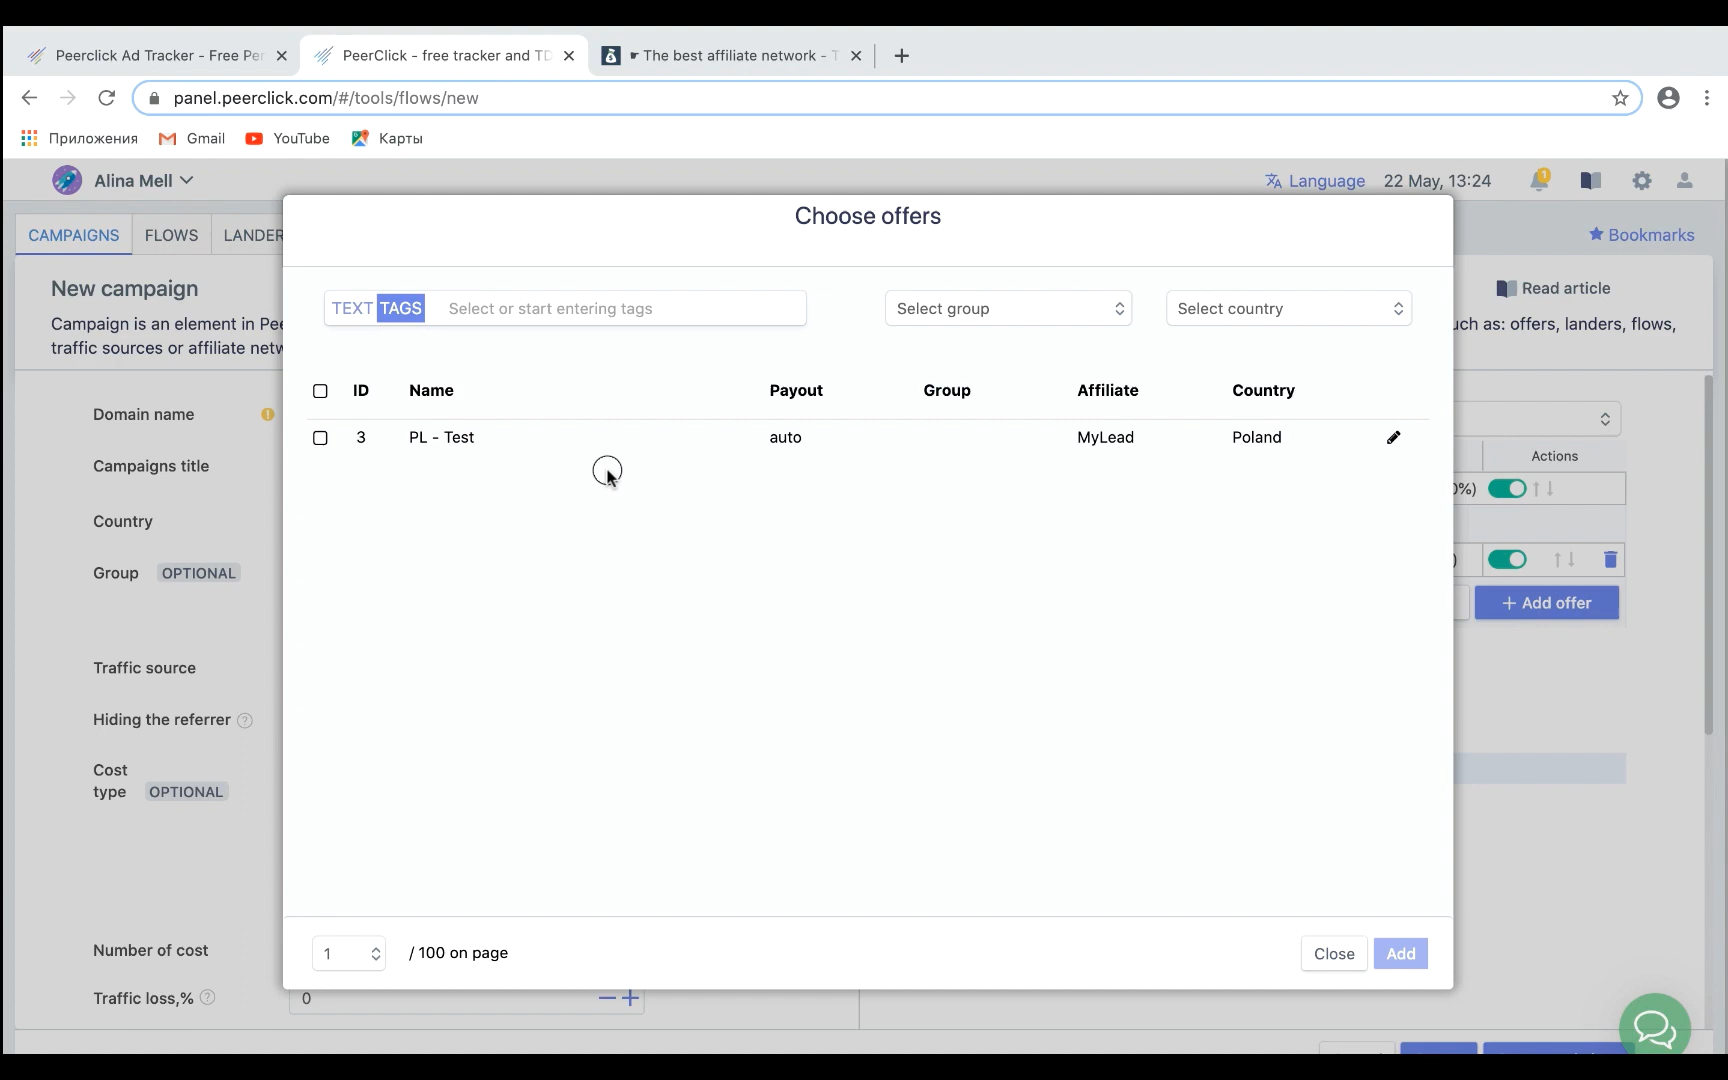 Peerclick Ad Tracker - Free Per
PeerClick - free tracker and TD
☛ The best affiliate network - T
panel.peerclick.com/#/tools/flows/new
Приложения Gmail YouTube Карты
Alina Mell
Language 22 May, 13:24 1
Choose offers
CAMPAIGNS FLOWS LANDER
Bookmarks
New campaign
Read article
Campaign is an element in Pee
uch as: offers, landers, flows,
traffic sources or affiliate netw
TEXT TAGS Select or start entering tags Select group Select country
ID Name Payout Group Affiliate Country
3 PL - Test auto MyLead Poland
Domain name
Campaigns title
Actions
0%)
Country
Group OPTIONAL
)
+ Add offer
Traffic source
Hiding the referrer ?
Cost
type OPTIONAL
Number of cost
1 / 100 on page Close Add
Traffic loss,% ? 0